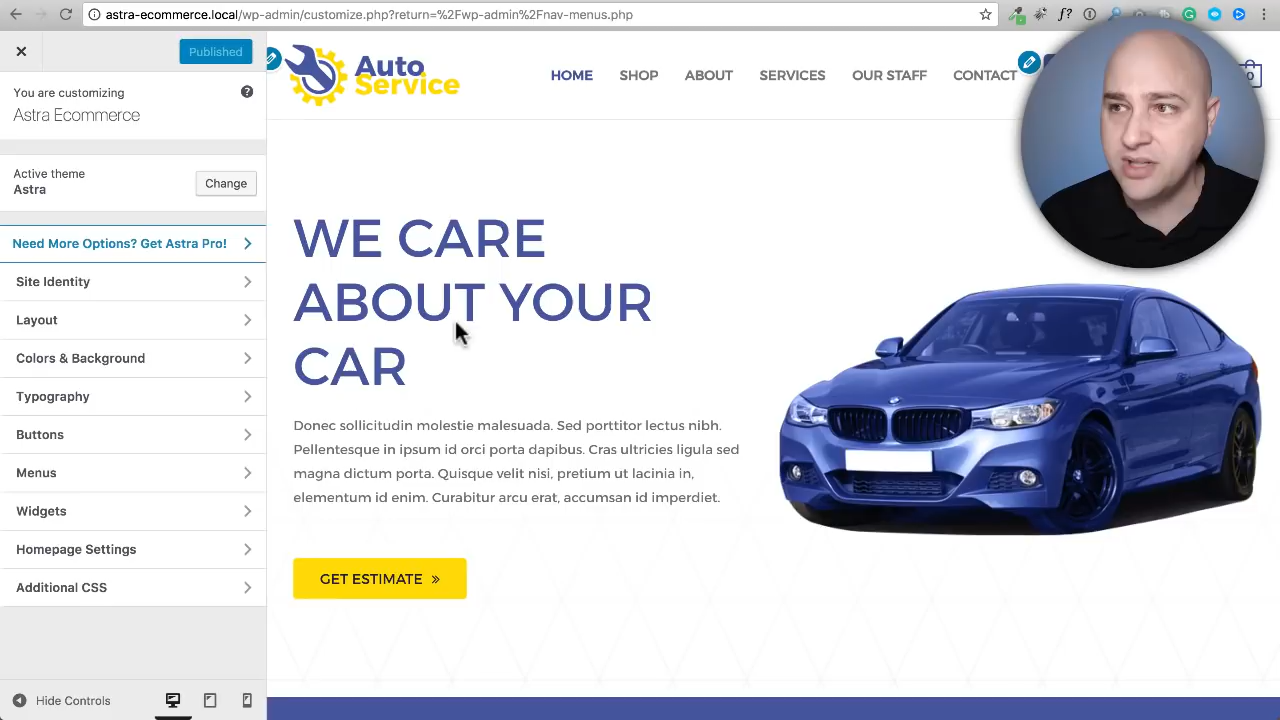 astra-ecommerce.local/wp-admin/customize.php?return=%2Fwp-admin%2Fnav-menus.php
Published
You are customizing
Astra Ecommerce
Active theme
Astra
Change
Need More Options? Get Astra Pro!
Site Identity
Layout
Colors & Background
Typography
Buttons
Menus
Widgets
Homepage Settings
Additional CSS
Hide Controls
Auto
Service
HOME SHOP ABOUT SERVICES OUR STAFF CONTACT
0
WE CARE
ABOUT YOUR
CAR
Donec sollicitudin molestie malesuada. Sed porttitor lectus nibh.
Pellentesque in ipsum id orci porta dapibus. Cras ultricies ligula sed
magna dictum porta. Quisque velit nisi, pretium ut lacinia in,
elementum id enim. Curabitur arcu erat, accumsan id imperdiet.
GET ESTIMATE »